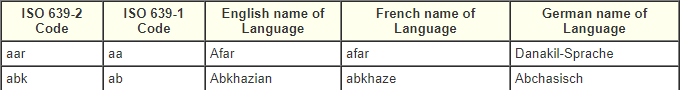 ISO 639-2 Code	ISO 639-1 Code	English name of Language	French name of Language	German name of Language
aar	aa	Afar	afar	Danakil-Sprache
abk	ab	Abkhazian	abkhaze	Abchasisch